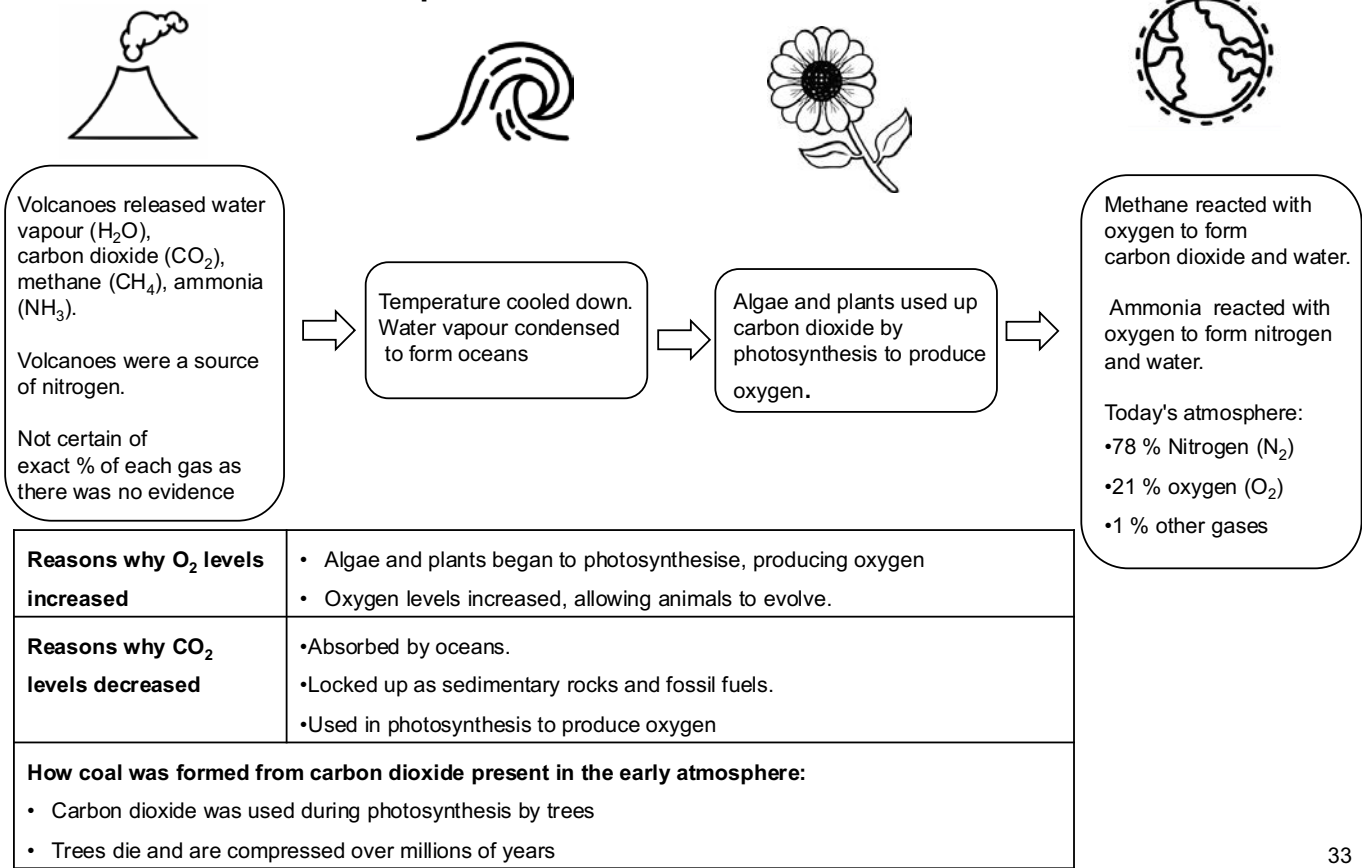 Volcanoes released water
vapour (H₂O),
carbon dioxide (CO₂),
methane (CH₄), ammonia
(NH₃).
Volcanoes were a source
of nitrogen.
Not certain of
exact % of each gas as
there was no evidence
Temperature cooled down.
Water vapour condensed
to form oceans
Algae and plants used up
carbon dioxide by
photosynthesis to produce
oxygen.
Methane reacted with
oxygen to form
carbon dioxide and water.
Ammonia reacted with
oxygen to form nitrogen
and water.
Today's atmosphere:
•78 % Nitrogen (N₂)
•21 % oxygen (O₂)
•1 % other gases
Reasons why O₂ levels
increased
• Algae and plants began to photosynthesise, producing oxygen
• Oxygen levels increased, allowing animals to evolve.
Reasons why CO₂
levels decreased
•Absorbed by oceans.
•Locked up as sedimentary rocks and fossil fuels.
•Used in photosynthesis to produce oxygen
How coal was formed from carbon dioxide present in the early atmosphere:
• Carbon dioxide was used during photosynthesis by trees
• Trees die and are compressed over millions of years
33